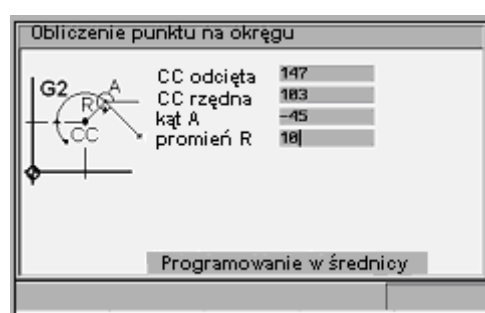 Obliczenie punktu na okręgu
G2
A
R
CC
CC odcięta 147
CC rzędna 103
kąt A -45
promień R 10
Programowanie w średnicy